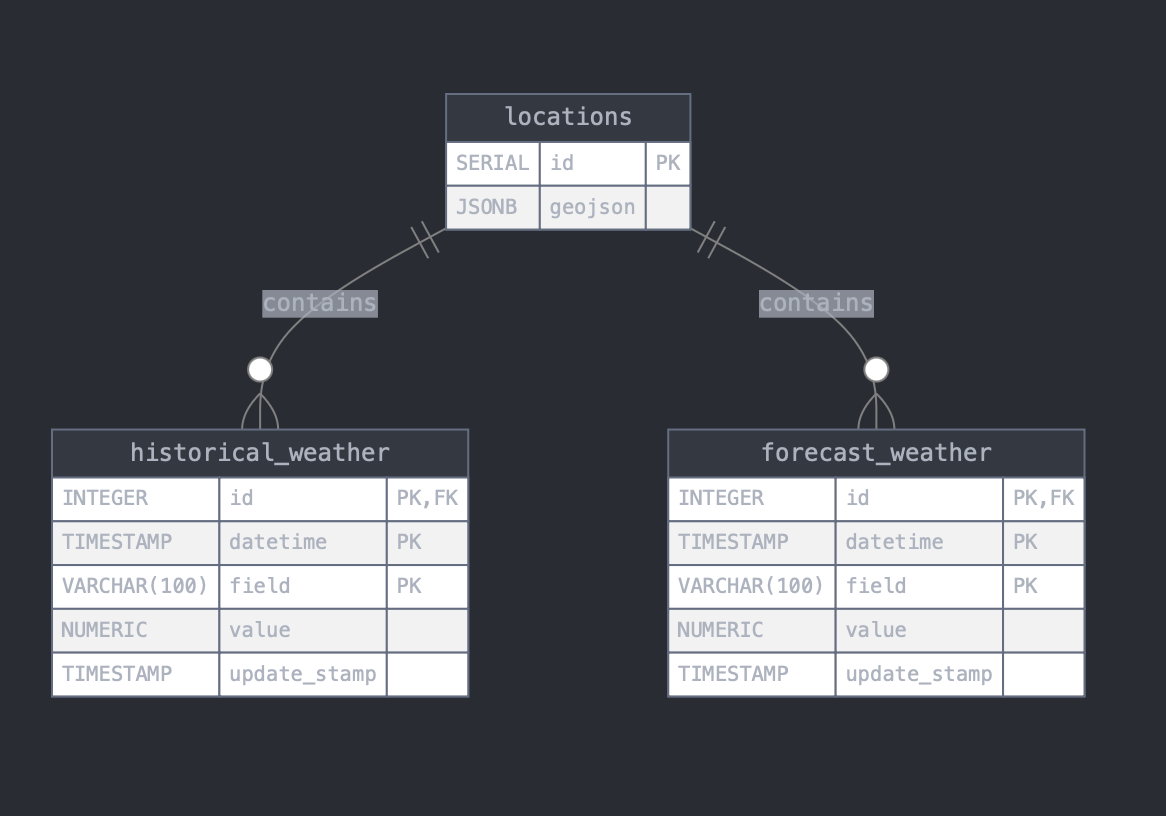 locations
SERIAL id PK
JSONB geojson
contains
contains
historical_weather
INTEGER id PK,FK
TIMESTAMP datetime PK
VARCHAR(100) field PK
NUMERIC value
TIMESTAMP update_stamp
forecast_weather
INTEGER id PK,FK
TIMESTAMP datetime PK
VARCHAR(100) field PK
NUMERIC value
TIMESTAMP update_stamp